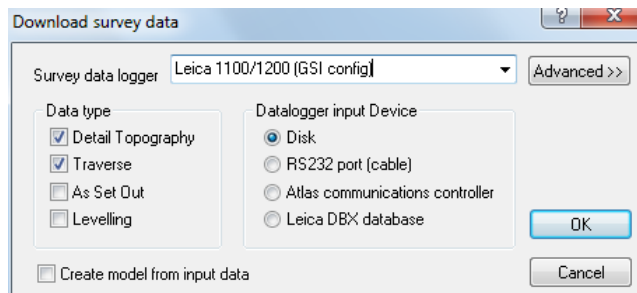 Download survey data
Survey data logger
Leica 1100/1200 (GSI config)
Advanced >>
Data type
Detail Topography
Traverse
As Set Out
Levelling
Datalogger input Device
Disk
RS232 port (cable)
Atlas communications controller
Leica DBX database
OK
Create model from input data
Cancel